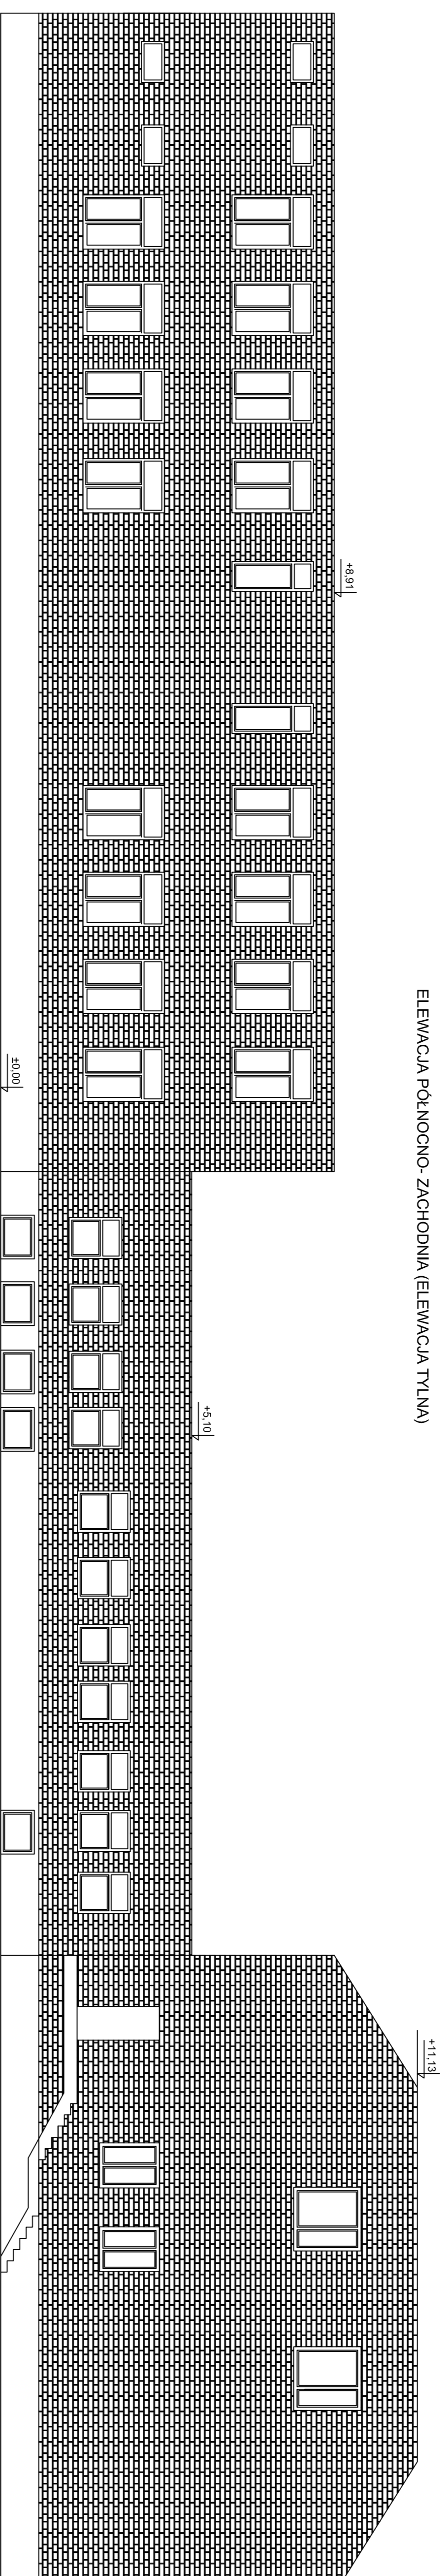 ELEWACJA PÓŁNOCNO- ZACHODNIA (ELEWACJA TYLNA)
+8,91
±0,00
+5,10
+11,13